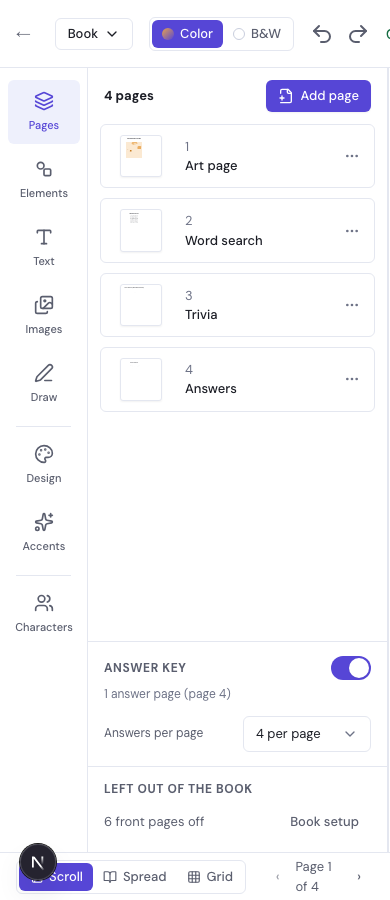 Book
Color
B&W
Pages
Elements
Text
Images
Draw
Design
Accents
Characters
4 pages
Add page
1
Art page
2
Word search
3
Trivia
4
Answers
ANSWER KEY
1 answer page (page 4)
Answers per page
4 per page
LEFT OUT OF THE BOOK
6 front pages off
Book setup
N
Scroll
Spread
Grid
Page 1
of 4